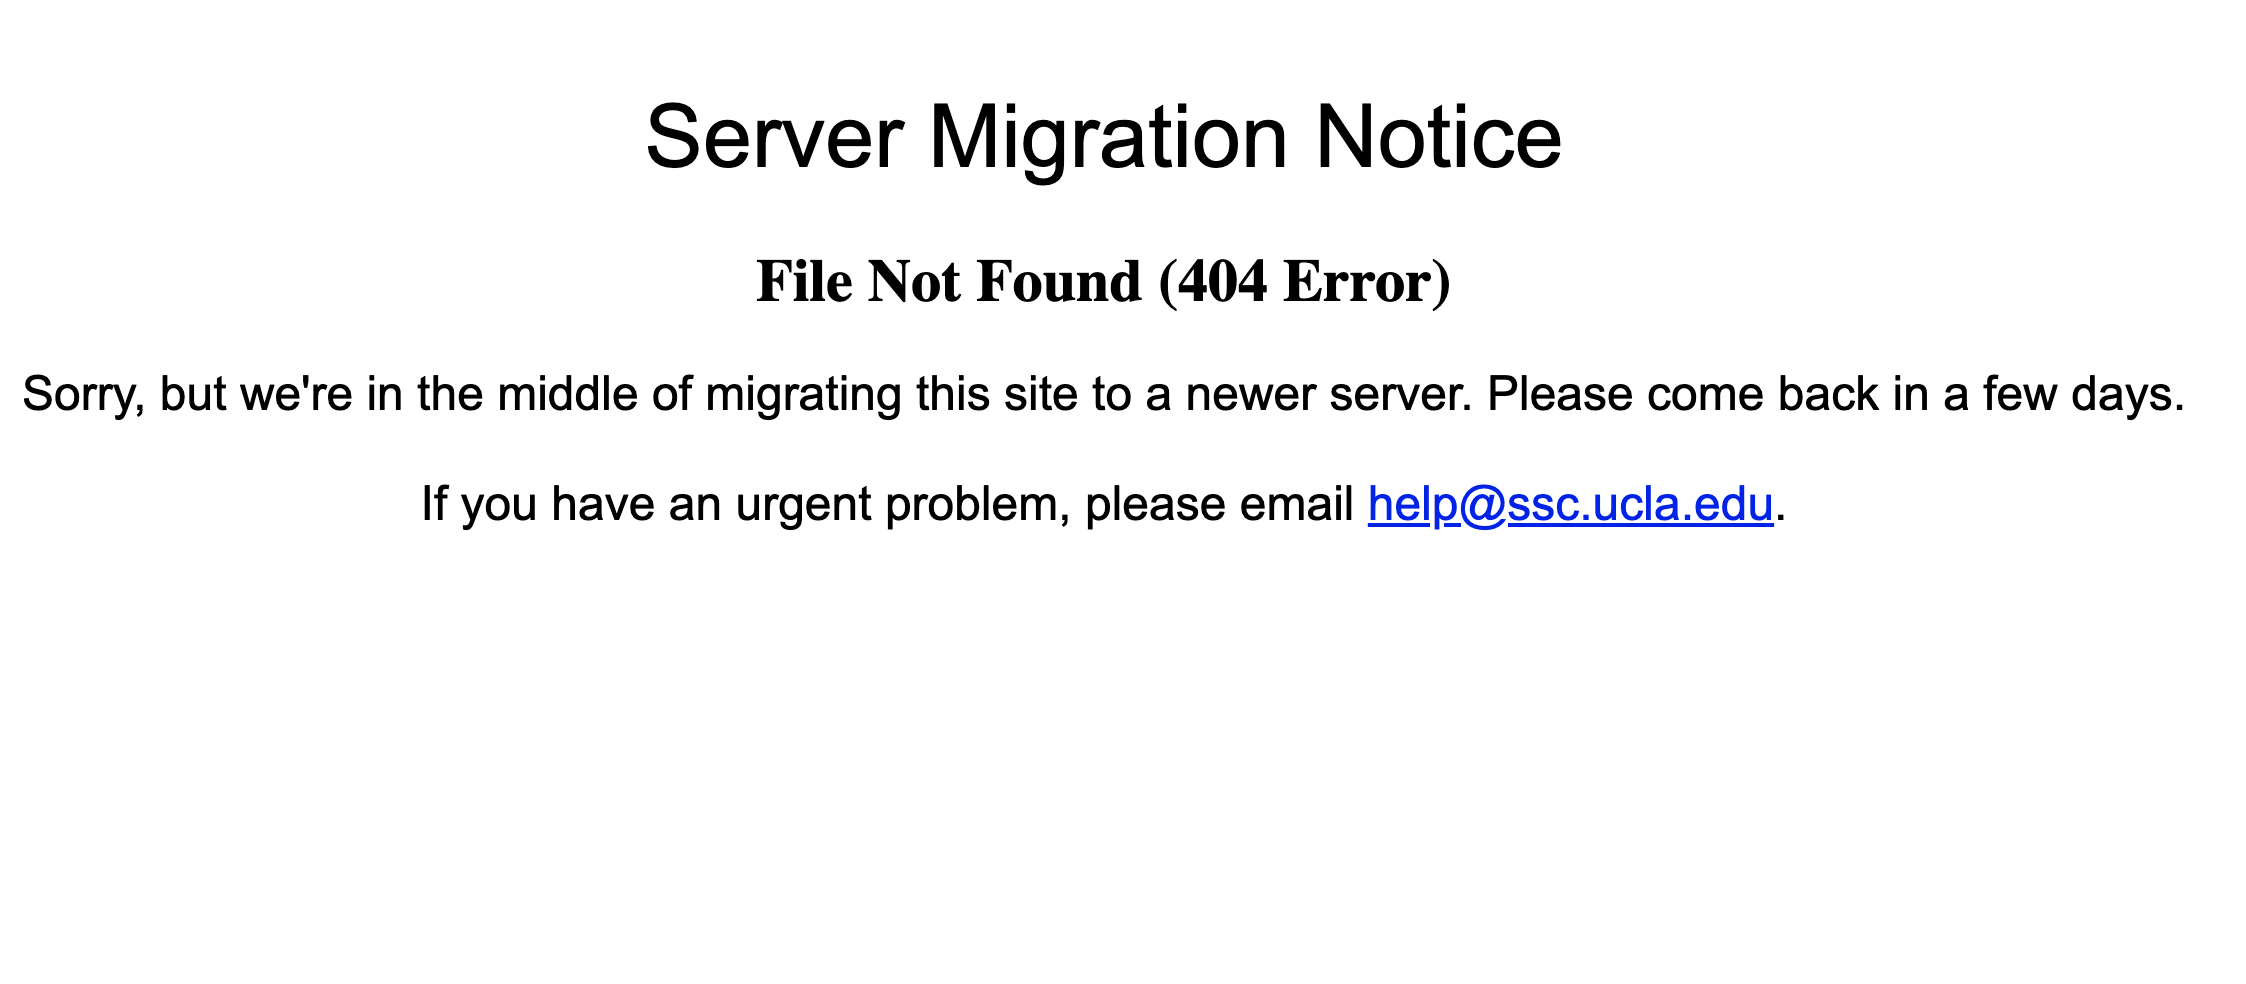 Server Migration Notice
File Not Found (404 Error)
Sorry, but we're in the middle of migrating this site to a newer server. Please come back in a few days.
If you have an urgent problem, please email help@ssc.ucla.edu.